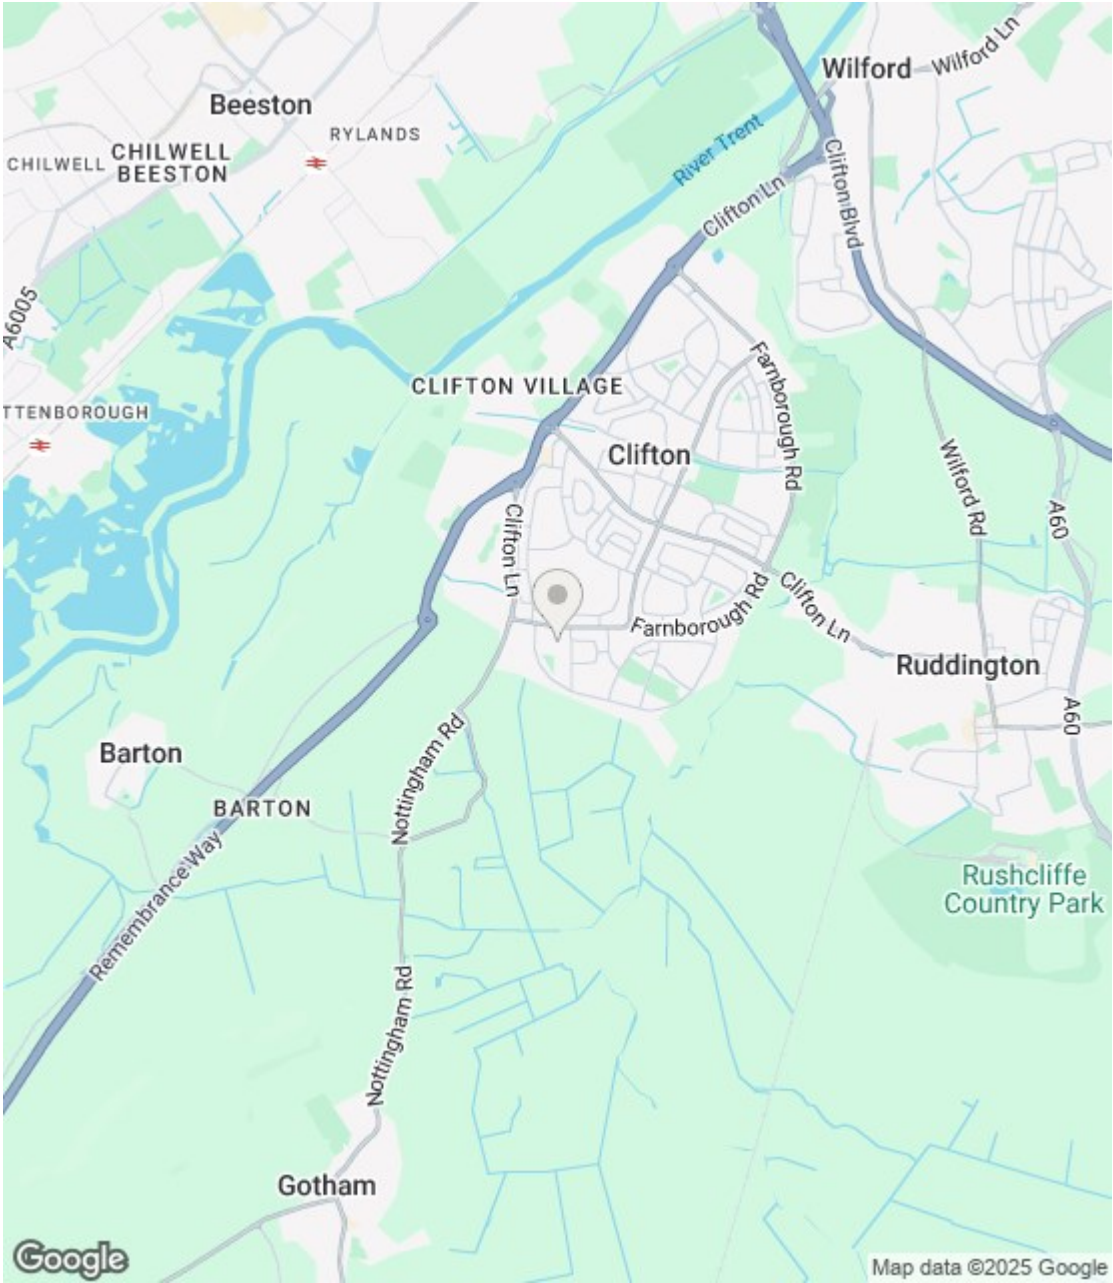 Wilford
Wilford Ln
Beeston
RYLANDS
CHILWELL
CHILWELL
BEESTON
River Trent
Clifton Ln
Clifton Blvd
A6005
Farnborough Rd
CLIFTON VILLAGE
TTENBOROUGH
Clifton
Wilford Rd
A60
Clifton Ln
Clifton Ln
Farnborough Rd
Ruddington
A60
Barton
Nottingham Rd
BARTON
Remembrance Way
Rushcliffe
Country Park
Nottingham Rd
Gotham
Google
Map data ©2025 Google